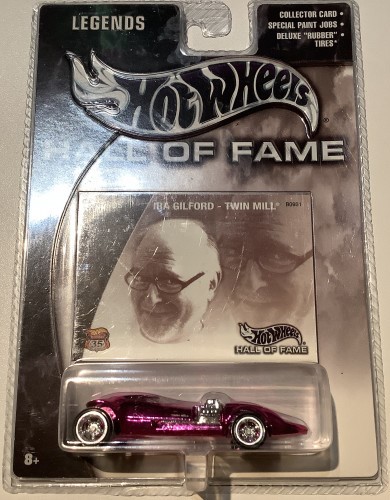 LEGENDS
COLLECTOR CARD •
SPECIAL PAINT JOBS •
DELUXE "RUBBER" •
TIRES*
HOT WHEELS®
HALL OF FAME
IRA GILFORD - TWIN MILL®
35
HOT WHEELS
HALL OF FAME
8+